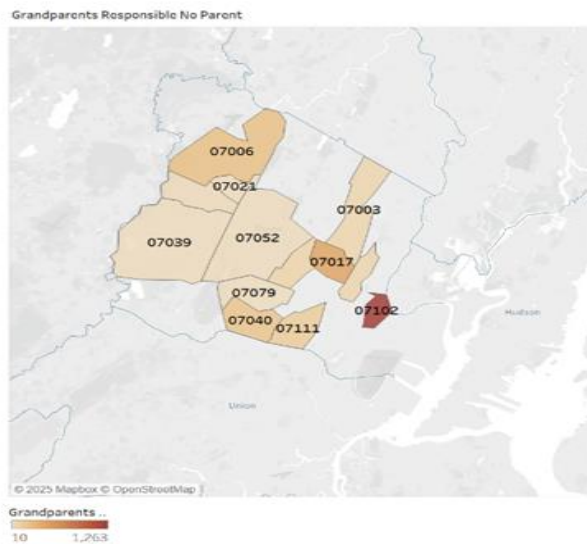 Grandparents Responsible No Parent
07006
07021
07003
07039
07052
07017
07079
07102
07040
07111
Hudson
Union
© 2025 Mapbox © OpenStreetMap
Grandparents ..
10 1,263